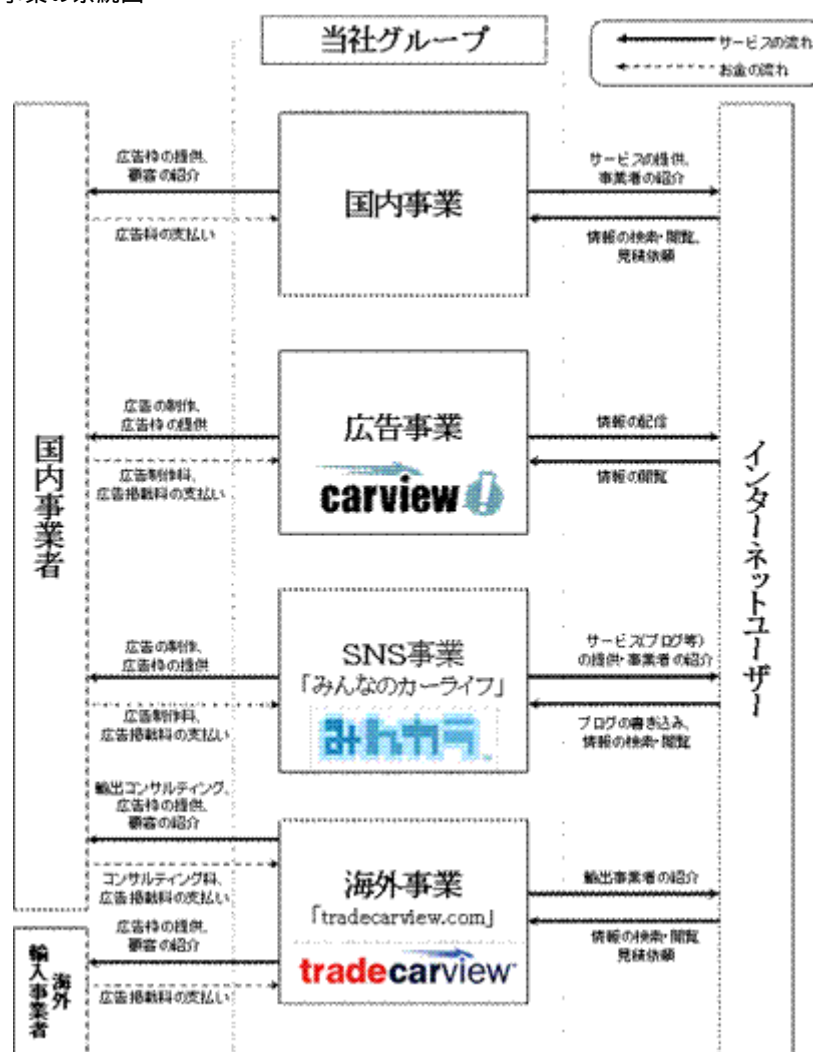 当社グループ
サービスの流れ
お金の流れ
国内事業者
海外
輸入事業者
インターネットユーザー
広告枠の提供、
顧客の紹介
広告料の支払い
国内事業
サービスの提供、
事業者の紹介
情報の検索・閲覧、
見積依頼
広告の制作、
広告枠の提供
広告制作料、
広告掲載料の支払い
広告事業
carview!
情報の配信
情報の閲覧
広告の制作、
広告枠の提供
広告制作料、
広告掲載料の支払い
SNS事業
「みんなのカーライフ」
みんカラ
サービス(ブログ等)
の提供・事業者の紹介
ブログの書き込み、
情報の検索・閲覧
輸出コンサルティング、
広告枠の提供、
顧客の紹介
コンサルティング料、
広告掲載料の支払い
広告枠の提供、
顧客の紹介
広告掲載料の支払い
海外事業
「tradecarview.com」
tradecarview
輸出事業者の紹介
情報の検索・閲覧
見積依頼